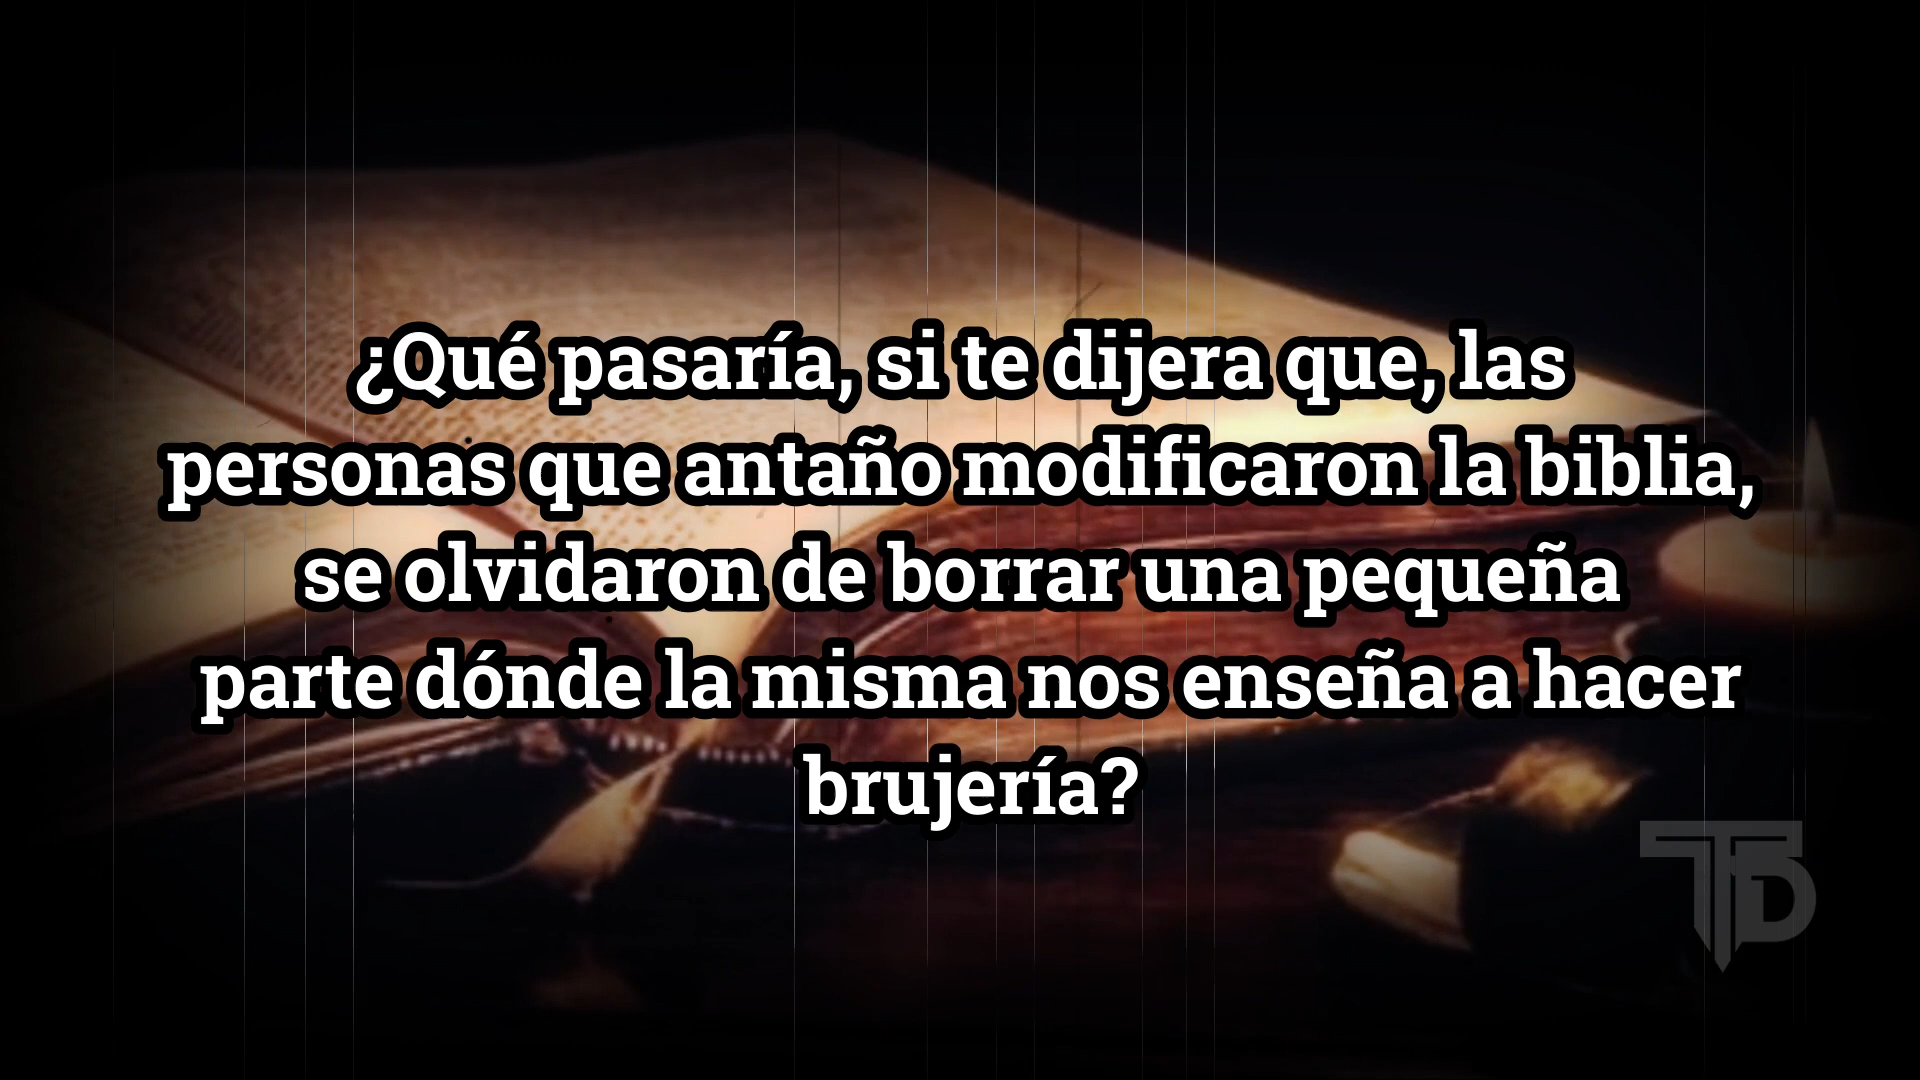 ¿Qué pasaría, si te dijera que, las
personas que antaño modificaron la biblia,
se olvidaron de borrar una pequeña
parte dónde la misma nos enseña a hacer
brujería?